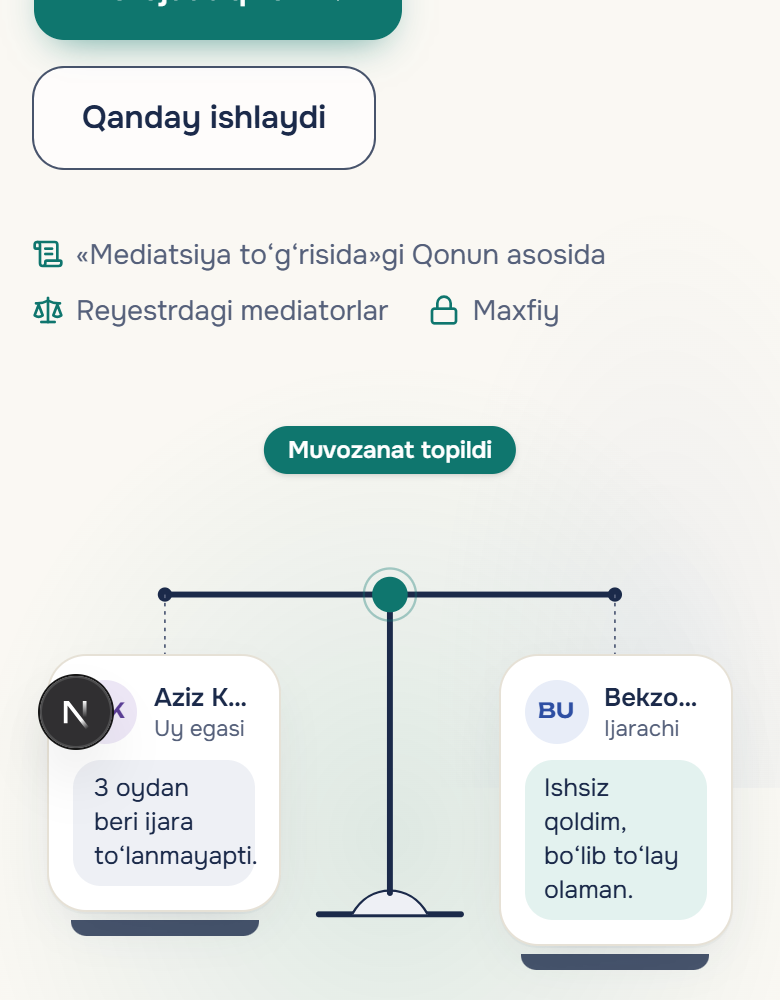 Qanday ishlaydi
«Mediatsiya to‘g‘risida»gi Qonun asosida
Reyestrdagi mediatorlar
Maxfiy
Muvozanat topildi
N
K
Aziz K...
Uy egasi
3 oydan
beri ijara
to‘lanmayapti.
BU
Bekzo...
Ijarachi
Ishsiz
qoldim,
bo‘lib to‘lay
olaman.